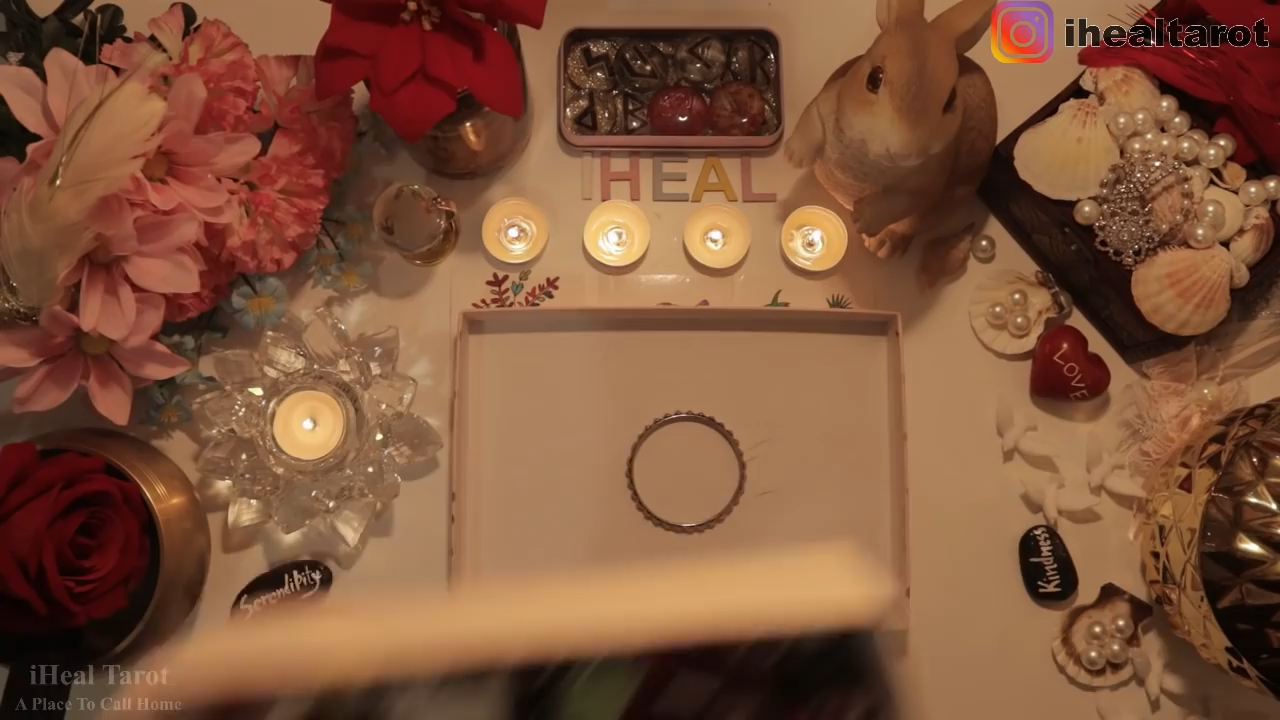 ihealtarot
IHEAL
LOVE
Kindness
Serendipity
iHeal Tarot
A Place To Call Home